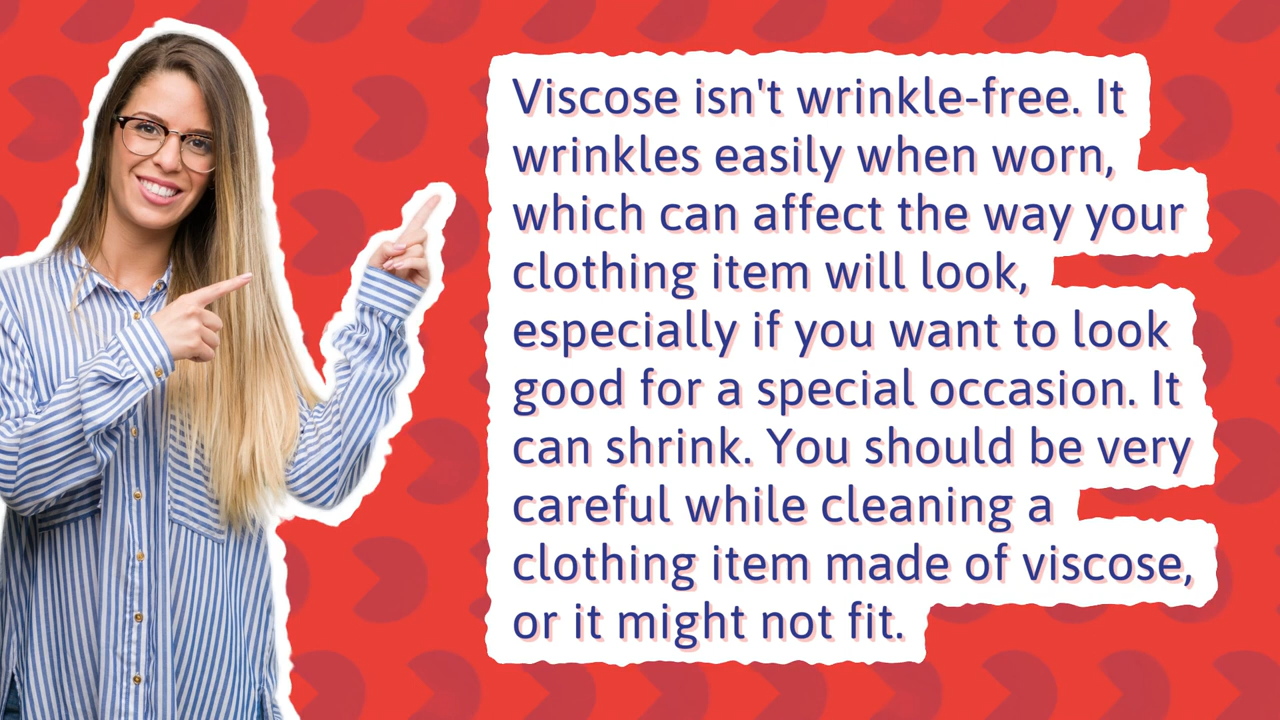 Viscose isn't wrinkle-free. It
wrinkles easily when worn,
which can affect the way your
clothing item will look,
especially if you want to look
good for a special occasion. It
can shrink. You should be very
careful while cleaning a
clothing item made of viscose,
or it might not fit.